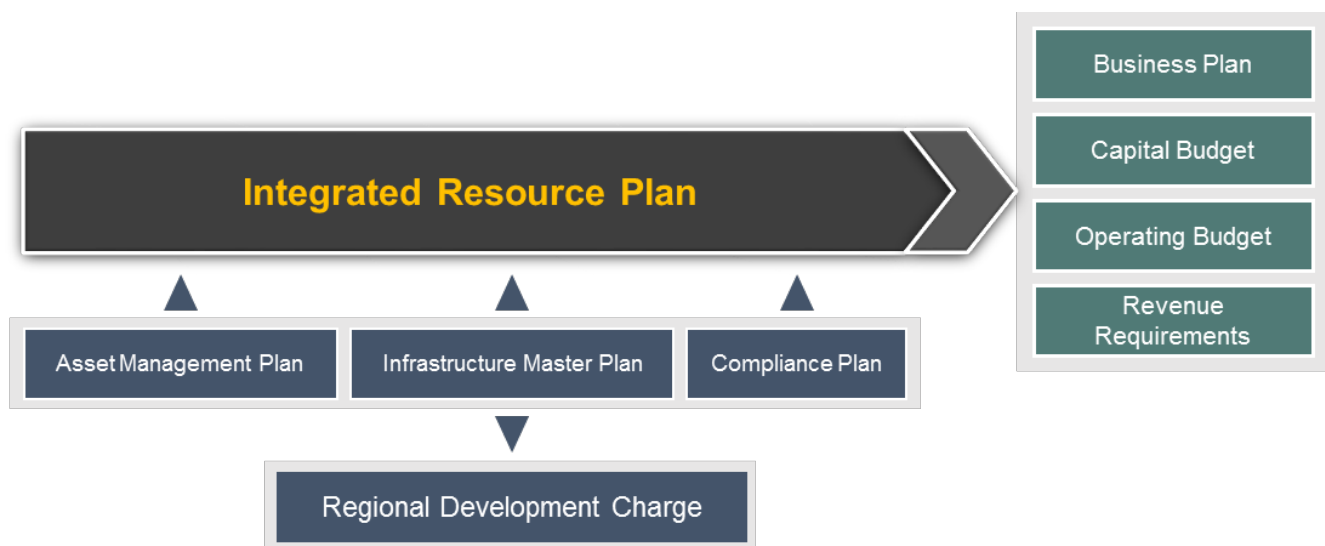 Business Plan
Capital Budget
Integrated Resource Plan
Operating Budget
Revenue
Requirements
Asset Management Plan
Infrastructure Master Plan
Compliance Plan
Regional Development Charge